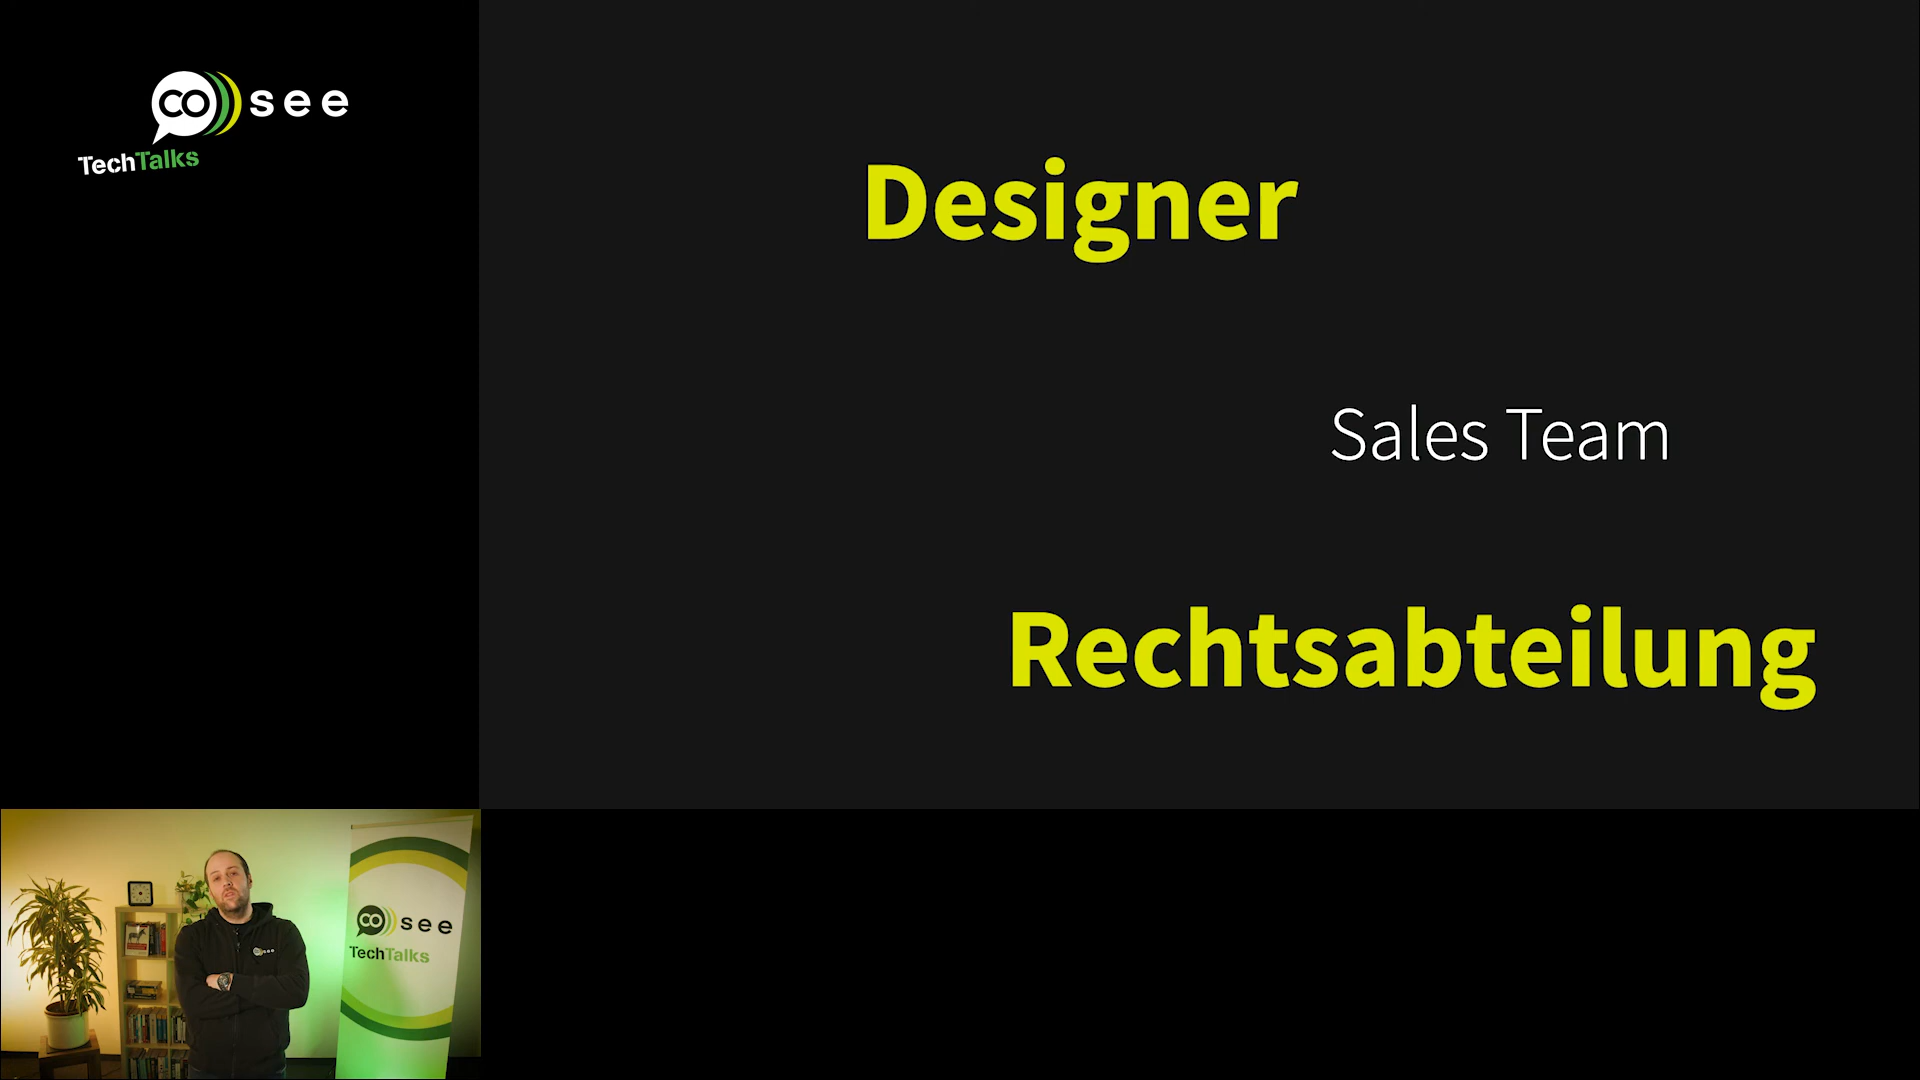 co see
TechTalks
Designer
Sales Team
Rechtsabteilung
co see
TechTalks